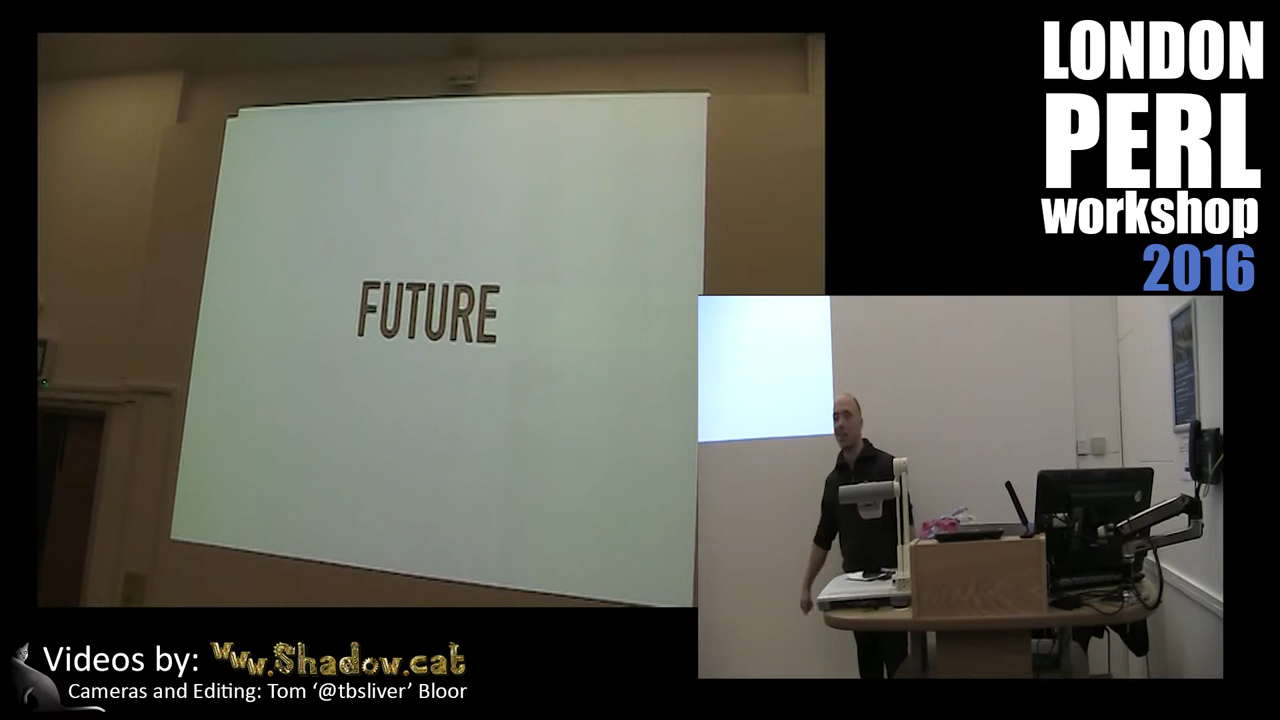 LONDON
PERL
workshop
2016
FUTURE
Videos by: Www.Shadow.cat
Cameras and Editing: Tom ‘@tbsliver’ Bloor